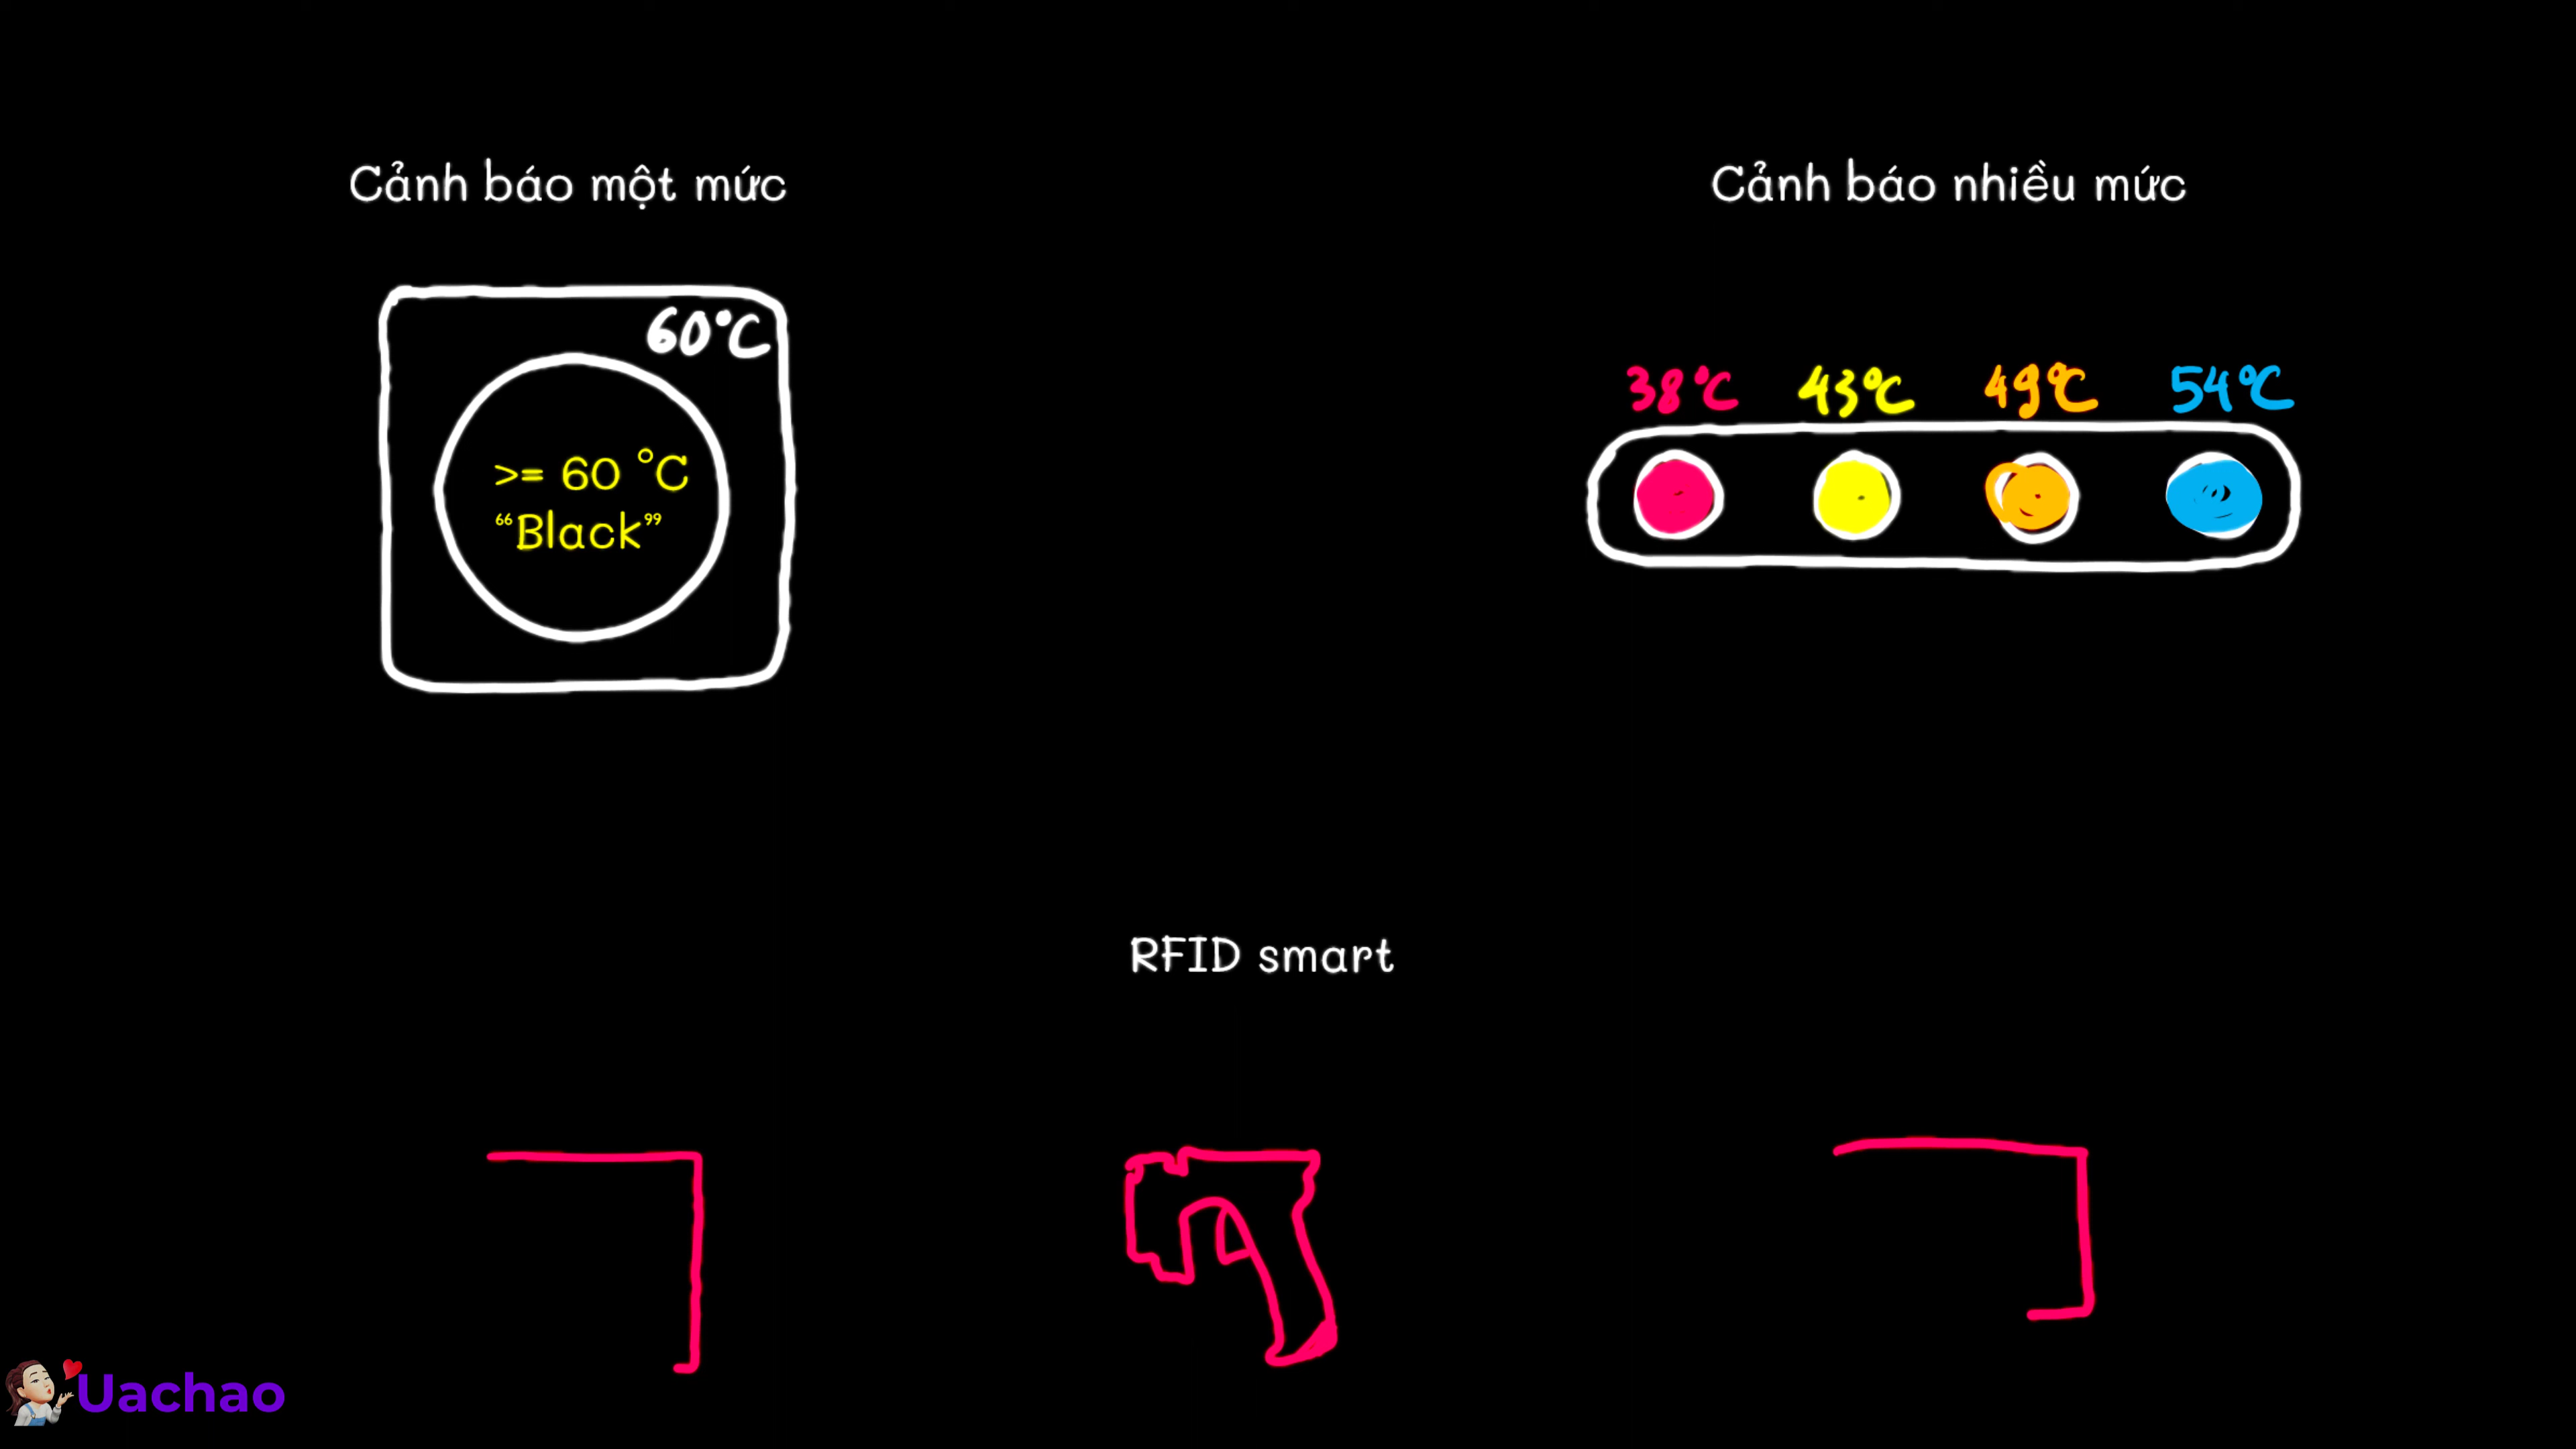 Cảnh báo một mức
Cảnh báo nhiều mức
60°C
>= 60 °C
“Black”
38°C 43°C 49°C 54°C
RFID smart
Uachao